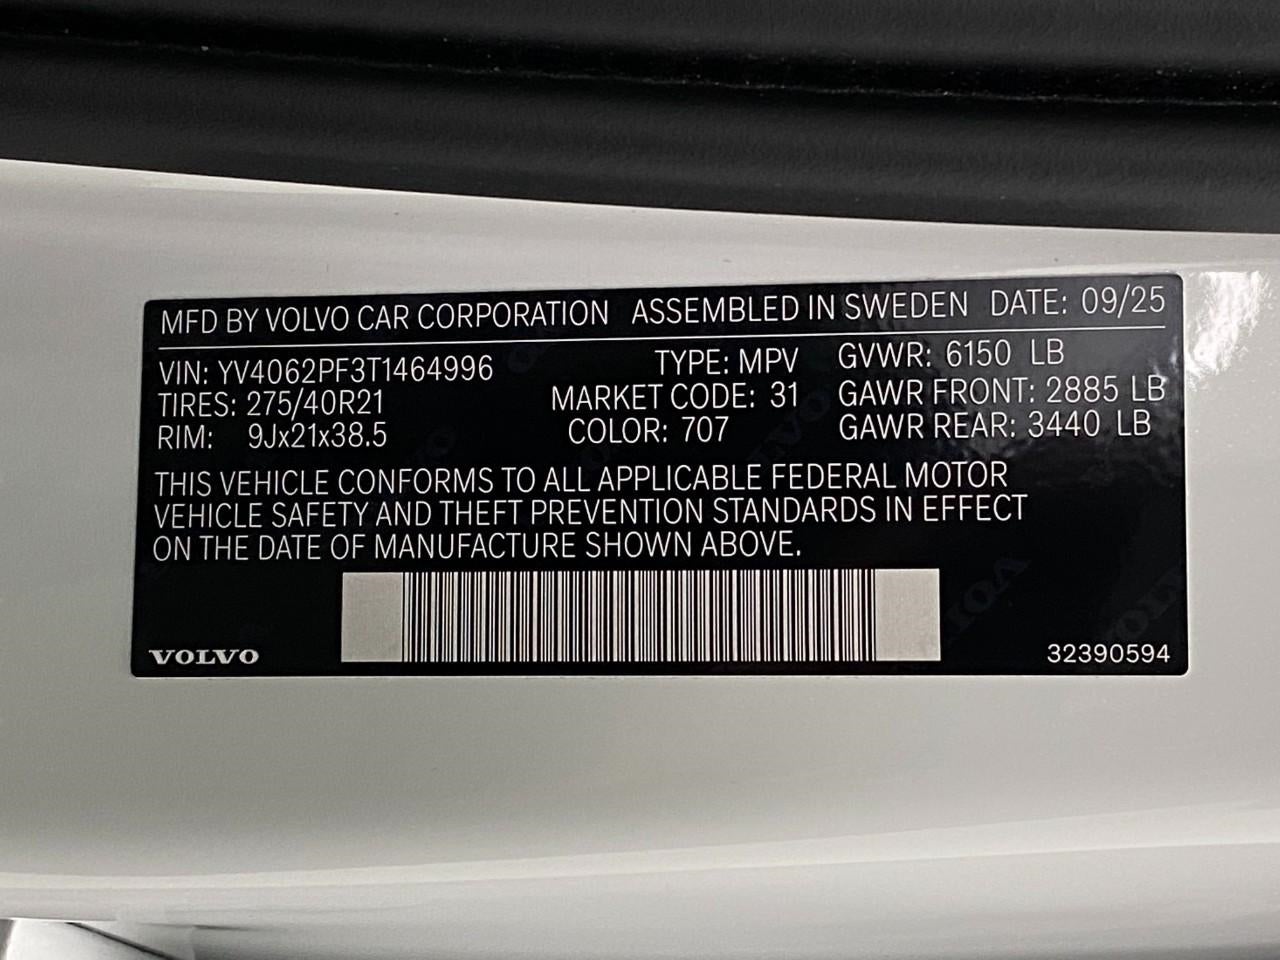 MFD BY VOLVO CAR CORPORATION ASSEMBLED IN SWEDEN DATE: 09/25
VIN: YV4062PF3T1464996 TYPE: MPV GVWR: 6150 LB
TIRES: 275/40R21 MARKET CODE: 31 GAWR FRONT: 2885 LB
RIM: 9Jx21x38.5 COLOR: 707 GAWR REAR: 3440 LB
THIS VEHICLE CONFORMS TO ALL APPLICABLE FEDERAL MOTOR
VEHICLE SAFETY AND THEFT PREVENTION STANDARDS IN EFFECT
ON THE DATE OF MANUFACTURE SHOWN ABOVE.
VOLVO 32390594